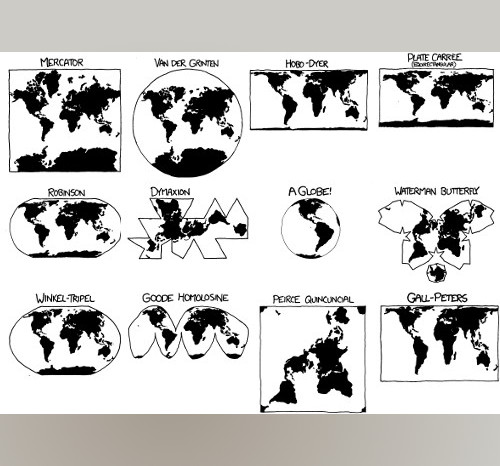 MERCATOR
VAN DER GRINTEN
HOBO-DYER
PLATE CARREE
(EQUIRECTANGULAR)
ROBINSON
DYMAXION
A GLOBE!
WATERMAN BUTTERFLY
WINKEL-TRIPEL
GOODE HOMOLOSINE
PEIRCE QUINCUNCIAL
GALL-PETERS